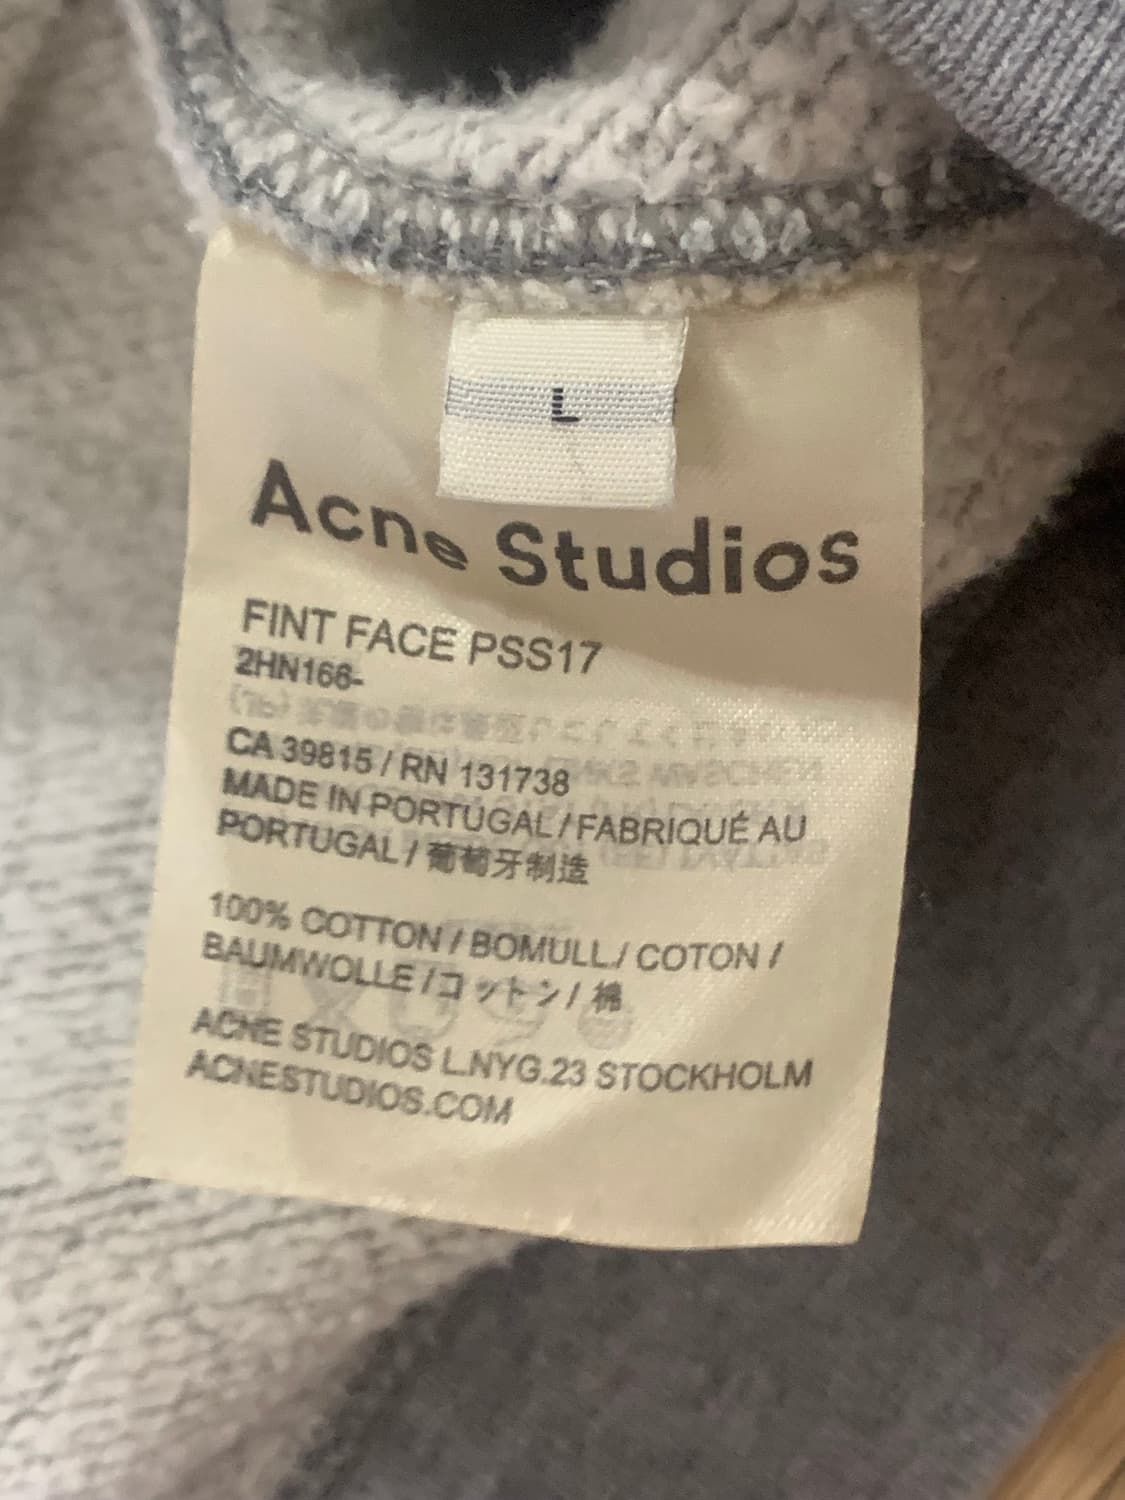 L
Acne Studios
FINT FACE PSS17
2HN166-
CA 39815 / RN 131738
MADE IN PORTUGAL / FABRIQUÉ AU
PORTUGAL / 葡萄牙制造
100% COTTON / BOMULL / COTON /
BAUMWOLLE / コットン / 棉
ACNE STUDIOS L.NYG.23 STOCKHOLM
ACNESTUDIOS.COM